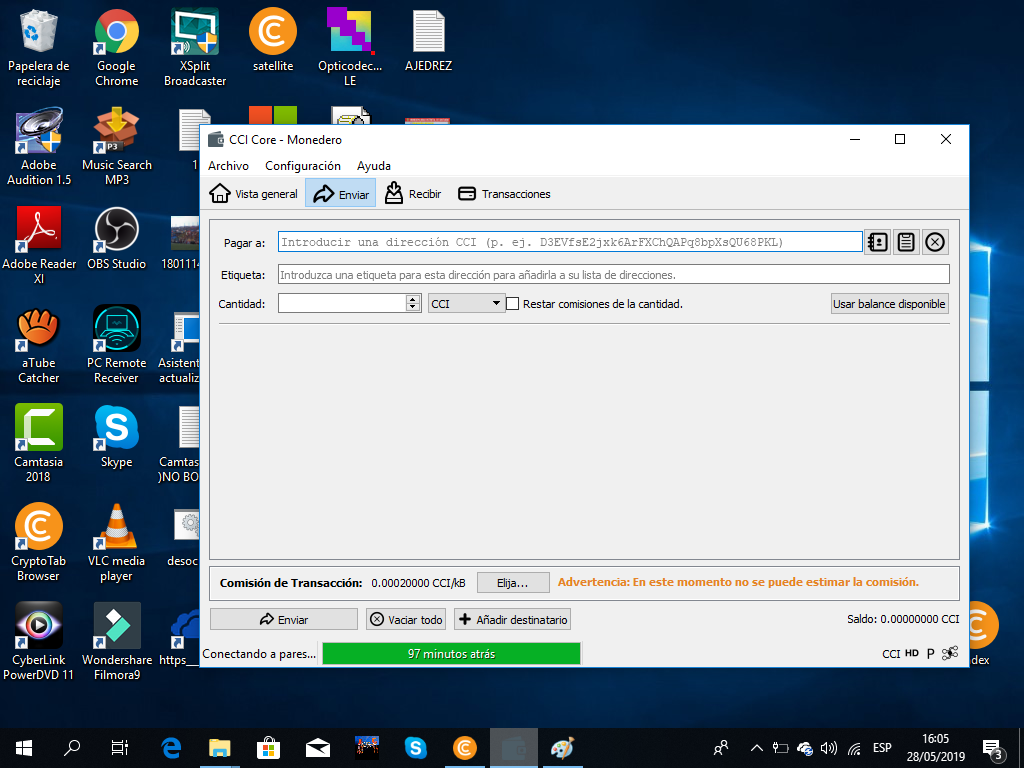 Papelera de
reciclaje
Google
Chrome
XSplit
Broadcaster
satellite
Opticodec...
LE
AJEDREZ
Adobe
Audition 1.5
P3
Music Search
MP3
1
Adobe Reader
XI
OBS Studio
1801114
aTube
Catcher
PC Remote
Receiver
Asistent
actualiz
Camtasia
2018
Skype
Camtas
)NO BO
CryptoTab
Browser
VLC media
player
desoc
CyberLink
PowerDVD 11
Wondershare
Filmora9
https__
dex
CCI Core - Monedero
Archivo Configuración Ayuda
Vista general Enviar Recibir Transacciones
Pagar a: Introducir una dirección CCI (p. ej. D3EVfsE2jxk6ArFXChQAPq8bpXsQU68PKL)
Etiqueta: Introduzca una etiqueta para esta dirección para añadirla a su lista de direcciones.
Cantidad: CCI Restar comisiones de la cantidad. Usar balance disponible
Comisión de Transacción: 0.00020000 CCI/kB Elija... Advertencia: En este momento no se puede estimar la comisión.
Enviar Vaciar todo Añadir destinatario Saldo: 0.00000000 CCI
Conectando a pares... 97 minutos atrás CCI HD P
ESP 16:05
28/05/2019
3